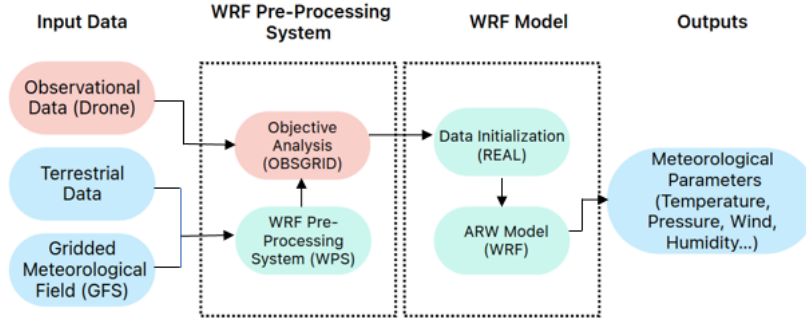 Input Data
WRF Pre-Processing
System
WRF Model
Outputs
Observational
Data (Drone)
Terrestrial
Data
Gridded
Meteorological
Field (GFS)
Objective
Analysis
(OBSGRID)
WRF Pre-
Processing
System (WPS)
Data Initialization
(REAL)
ARW Model
(WRF)
Meteorological
Parameters
(Temperature,
Pressure, Wind,
Humidity...)